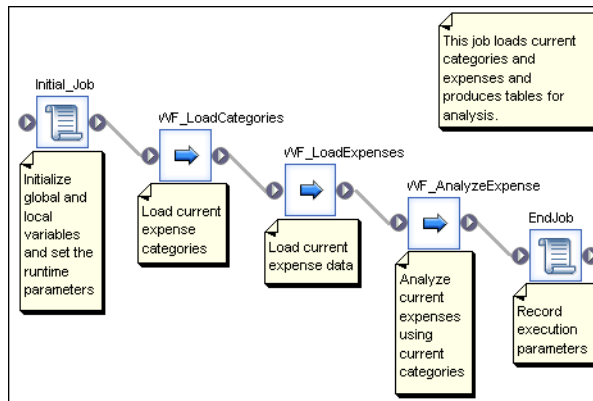 This job loads current
categories and
expenses and
produces tables for
analysis.
Initial_Job
Initialize
global and
local
variables
and set the
runtime
parameters
WF_LoadCategories
Load current
expense
categories
WF_LoadExpenses
Load current
expense data
WF_AnalyzeExpense
Analyze
current
expenses
using
current
categories
EndJob
Record
execution
parameters